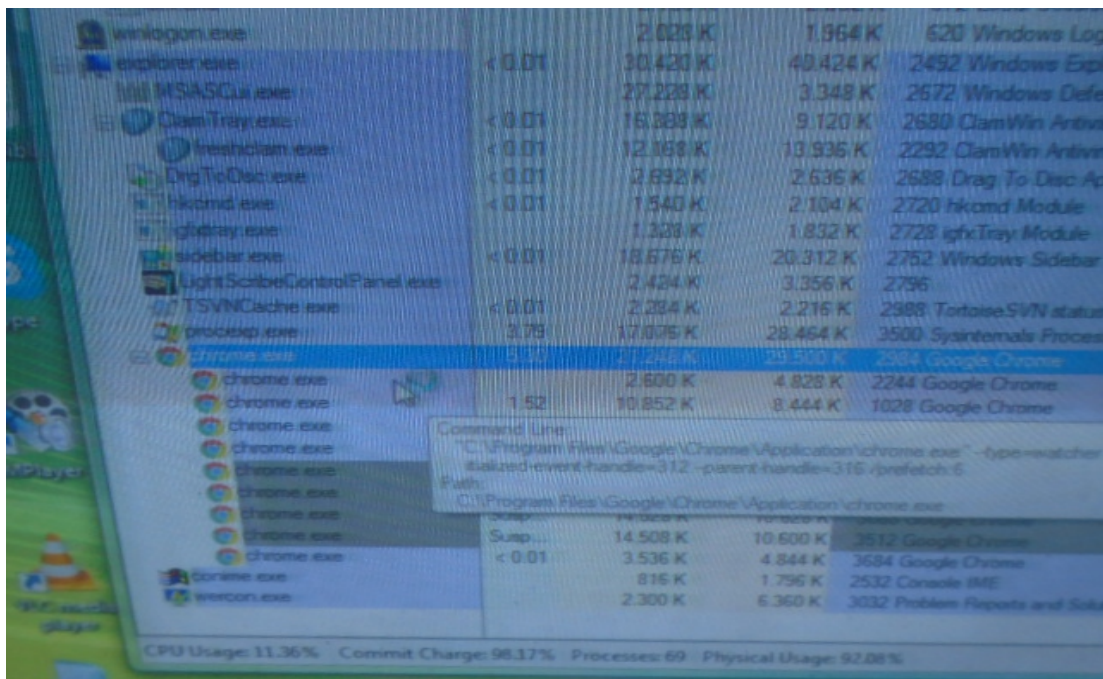 winlogon.exe 2.028 K 1.964 K 620 Windows Log
explorer.exe < 0.01 30.420 K 40.424 K 2492 Windows Expl
MSASCui.exe 27.228 K 3.348 K 2672 Windows Defe
ClamTray.exe < 0.01 16.388 K 9.120 K 2680 ClamWin Antivir
freshclam.exe < 0.01 12.168 K 13.936 K 2292 ClamWin Antivir
DrgToDsc.exe < 0.01 2.692 K 2.636 K 2688 Drag To Disc Ap
hkcmd.exe < 0.01 1.540 K 2.104 K 2720 hkcmd Module
igfxtray.exe 1.328 K 1.832 K 2728 igfxTray Module
sidebar.exe < 0.01 18.676 K 20.312 K 2752 Windows Sidebar
LightScribeControlPanel.exe 2.424 K 3.356 K 2796
TSVNCache.exe < 0.01 2.284 K 2.216 K 2988 TortoiseSVN status
procexp.exe 3.79 17.076 K 28.464 K 3500 Sysinternals Proces
chrome.exe 29.500 K 2984 Google Chrome
chrome.exe 2.600 K 4.828 K 2244 Google Chrome
chrome.exe 1.52 10.852 K 8.444 K 1028 Google Chrome
chrome.exe
chrome.exe
chrome.exe
chrome.exe
chrome.exe
Command Line:
"C:\Program Files\Google\Chrome\Application\chrome.exe" --type=watcher
itialized-event-handle=312 --parent-handle=316 /prefetch:6
Path:
C:\Program Files\Google\Chrome\Application\chrome.exe
chrome.exe Susp... 14.508 K 10.600 K 3512 Google Chrome
chrome.exe < 0.01 3.536 K 4.844 K 3684 Google Chrome
conime.exe 816 K 1.796 K 2532 Console IME
wercon.exe 2.300 K 6.360 K 3032 Problem Reports and Solu
CPU Usage: 11.36% Commit Charge: 98.17% Processes: 69 Physical Usage: 92.08%
MPlayer
VLC media
player